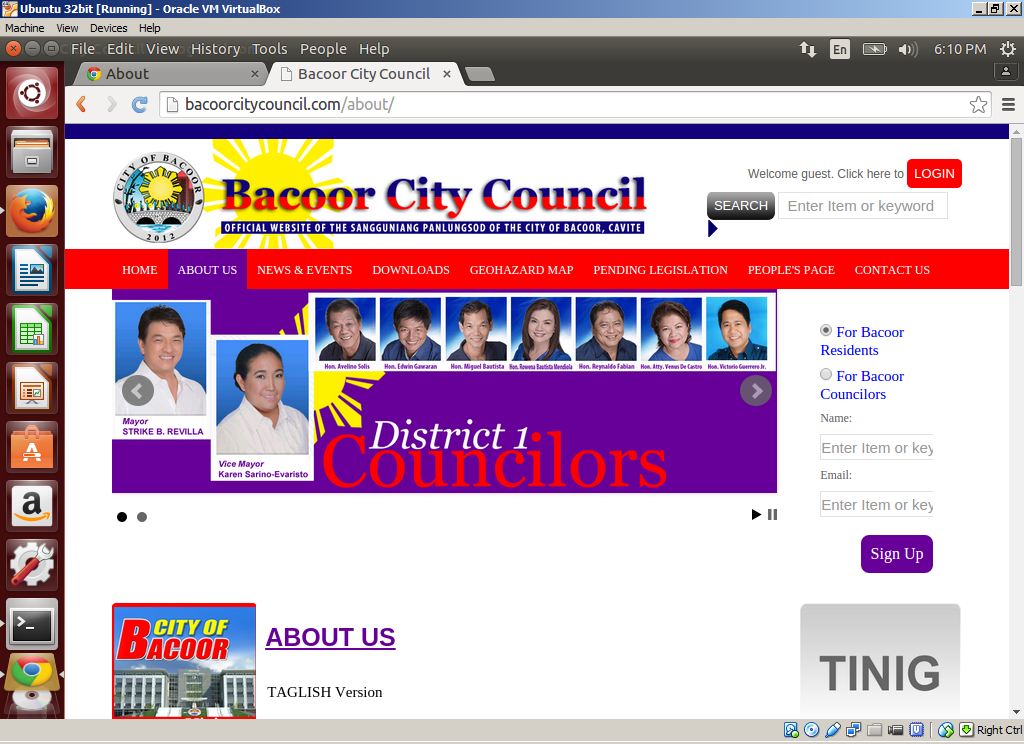 Ubuntu 32bit [Running] - Oracle VM VirtualBox
Machine View Devices Help
File Edit View History Tools People Help
En
6:10 PM
About
Bacoor City Council
bacoorcitycouncil.com/about/
CITY OF BACOOR
2012
Bacoor City Council
OFFICIAL WEBSITE OF THE SANGGUNIANG PANLUNGSOD OF THE CITY OF BACOOR, CAVITE
Welcome guest. Click here to LOGIN
SEARCH Enter Item or keyword
HOME ABOUT US NEWS & EVENTS DOWNLOADS GEOHAZARD MAP PENDING LEGISLATION PEOPLE'S PAGE CONTACT US
Hon. Avelino Solis Hon. Edwin Gawaran Hon. Miguel Bautista Hon. Rowena Bautista Mendiola Hon. Reynaldo Fabian Hon. Atty. Venus De Castro Hon. Victorio Guerrero Jr.
Mayor
STRIKE B. REVILLA
Vice Mayor
Karen Sarino-Evaristo
District 1
Councilors
For Bacoor
Residents
For Bacoor
Councilors
Name:
Enter Item or key
Email:
Enter Item or key
Sign Up
CITY OF
BACOOR
ABOUT US
TAGLISH Version
TINIG
Right Ctrl